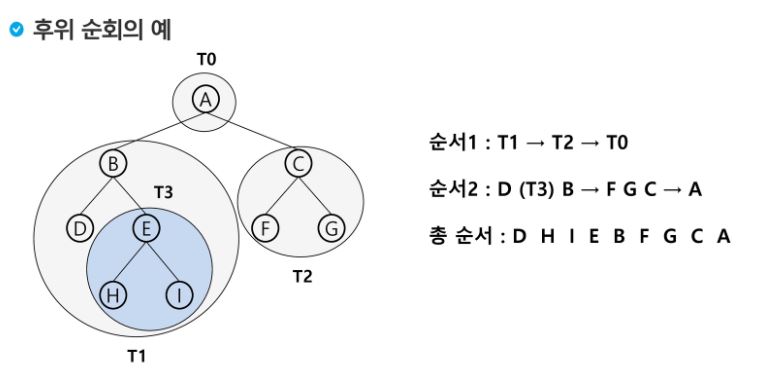 후위 순회의 예
T0
A
B
C
T3
D
E
F
G
T2
H
I
T1
순서1 : T1 → T2 → T0
순서2 : D (T3) B → F G C → A
총 순서 : D H I E B F G C A